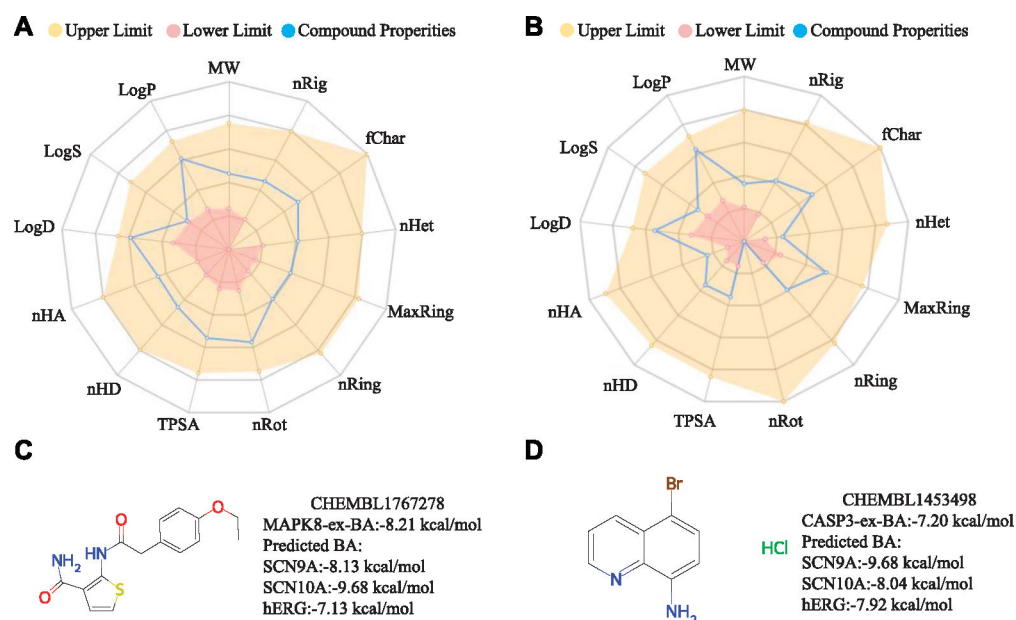 A
Upper Limit Lower Limit Compound Properities
MW
nRig
fChar
nHet
MaxRing
nRing
nRot
TPSA
nHD
nHA
LogD
LogS
LogP
B
Upper Limit Lower Limit Compound Properities
MW
nRig
fChar
nHet
MaxRing
nRing
nRot
TPSA
nHD
nHA
LogD
LogS
LogP
C
O
O
HN
NH2
O
S
CHEMBL1767278
MAPK8-ex-BA:-8.21 kcal/mol
Predicted BA:
SCN9A:-8.13 kcal/mol
SCN10A:-9.68 kcal/mol
hERG:-7.13 kcal/mol
D
Br
N
NH2
HCl
CHEMBL1453498
CASP3-ex-BA:-7.20 kcal/mol
Predicted BA:
SCN9A:-9.68 kcal/mol
SCN10A:-8.04 kcal/mol
hERG:-7.92 kcal/mol